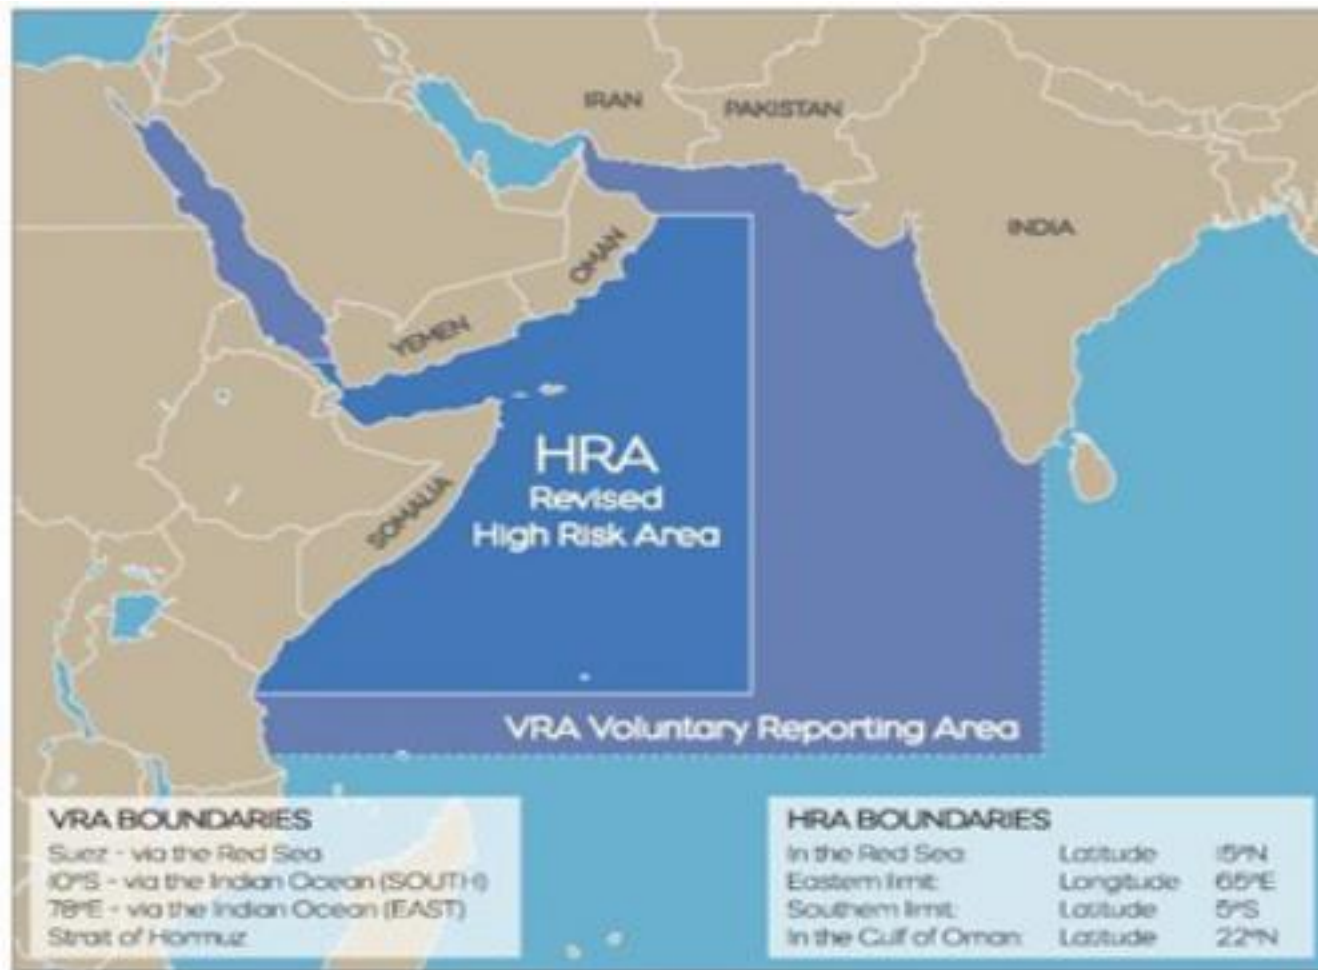 IRAN
PAKISTAN
INDIA
OMAN
YEMEN
HRA
Revised
High Risk Area
SOMALIA
VRA Voluntary Reporting Area
VRA BOUNDARIES
Suez - via the Red Sea
10°S - via the Indian Ocean (SOUTH)
78°E - via the Indian Ocean (EAST)
Strait of Hormuz
HRA BOUNDARIES
In the Red Sea: Latitude 15°N
Eastern limit: Longitude 65°E
Southern limit: Latitude 5°S
In the Gulf of Oman: Latitude 22°N